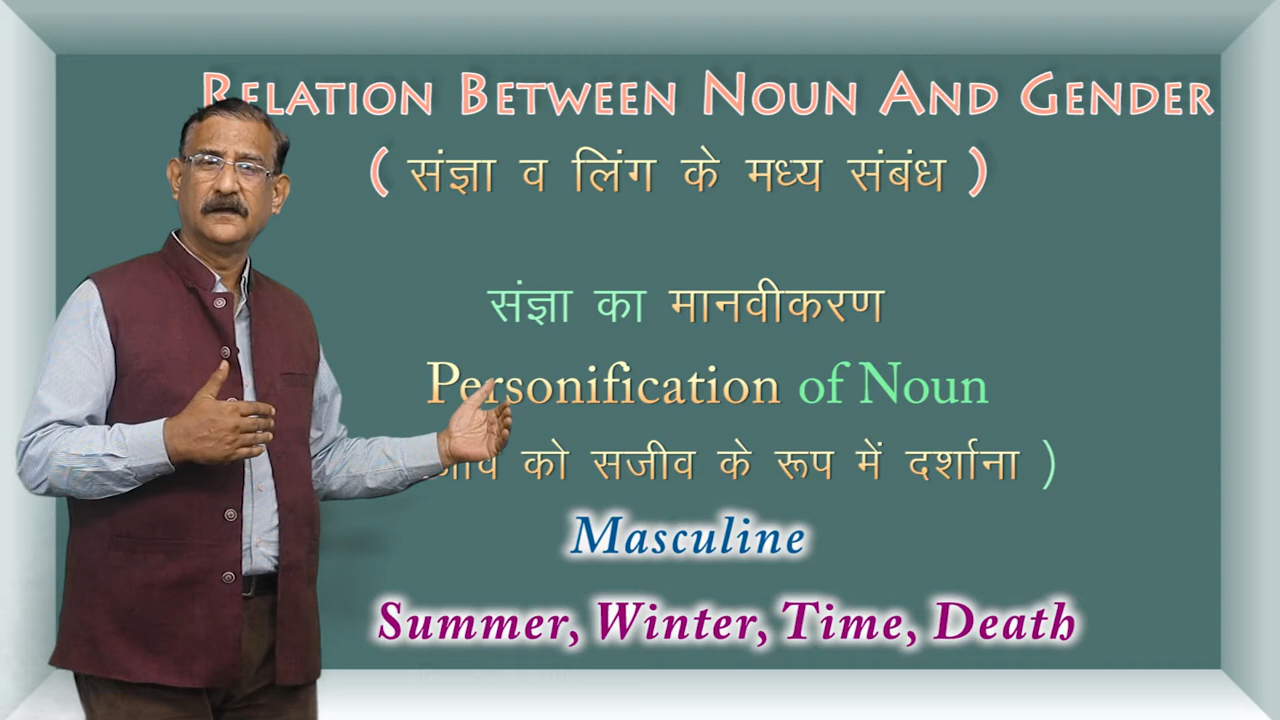 RELATION BETWEEN NOUN AND GENDER
( संज्ञा व लिंग के मध्य संबंध )
संज्ञा का मानवीकरण
Personification of Noun
को सजीव के रूप में दर्शाना )
Masculine
Summer, Winter, Time, Death